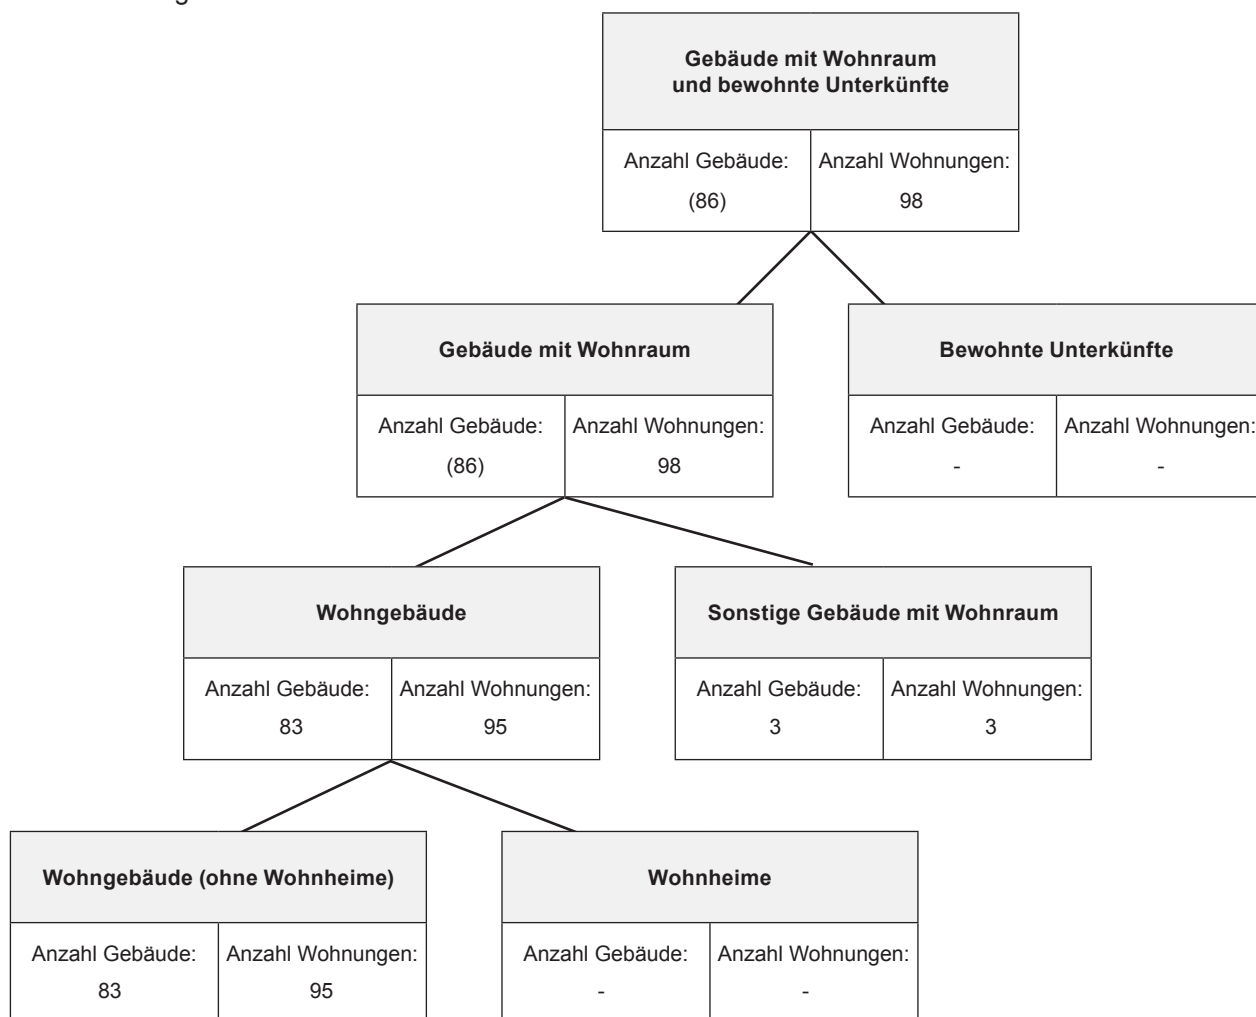 Gebäude mit Wohnraum
und bewohnte Unterkünfte
Anzahl Gebäude: Anzahl Wohnungen:
(86) 98
Gebäude mit Wohnraum Bewohnte Unterkünfte
Anzahl Gebäude: Anzahl Wohnungen: Anzahl Gebäude: Anzahl Wohnungen:
(86) 98 - -
Wohngebäude Sonstige Gebäude mit Wohnraum
Anzahl Gebäude: Anzahl Wohnungen: Anzahl Gebäude: Anzahl Wohnungen:
83 95 3 3
Wohngebäude (ohne Wohnheime) Wohnheime
Anzahl Gebäude: Anzahl Wohnungen: Anzahl Gebäude: Anzahl Wohnungen:
83 95 - -